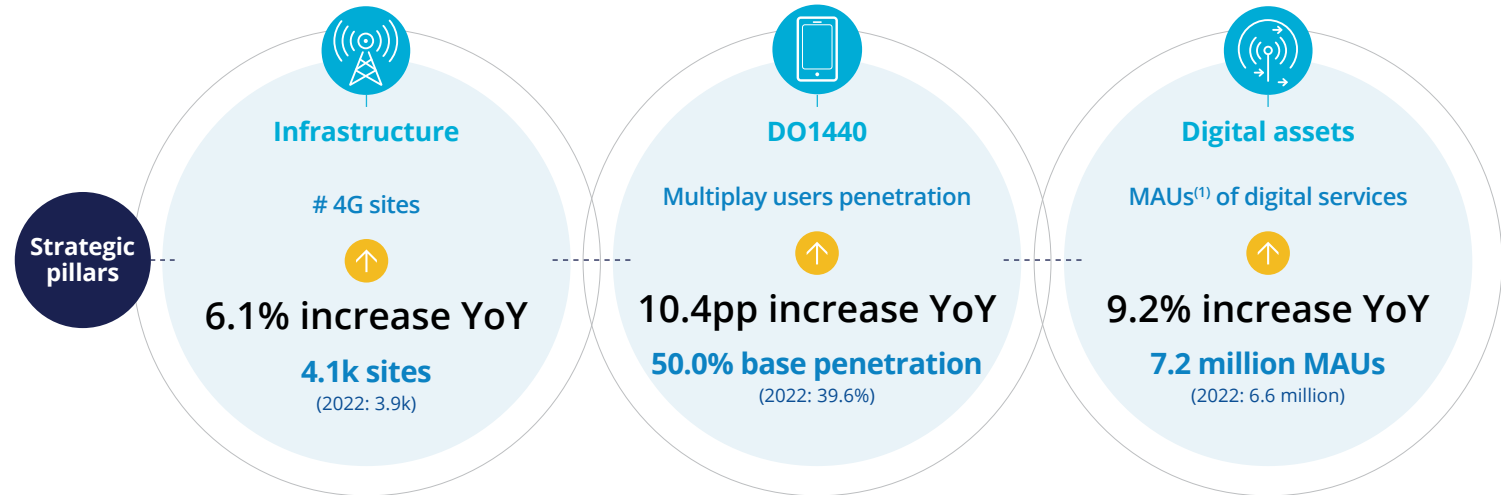 Strategic
pillars
Infrastructure
# 4G sites
6.1% increase YoY
4.1k sites
(2022: 3.9k)
DO1440
Multiplay users penetration
10.4pp increase YoY
50.0% base penetration
(2022: 39.6%)
Digital assets
MAUs(1) of digital services
9.2% increase YoY
7.2 million MAUs
(2022: 6.6 million)